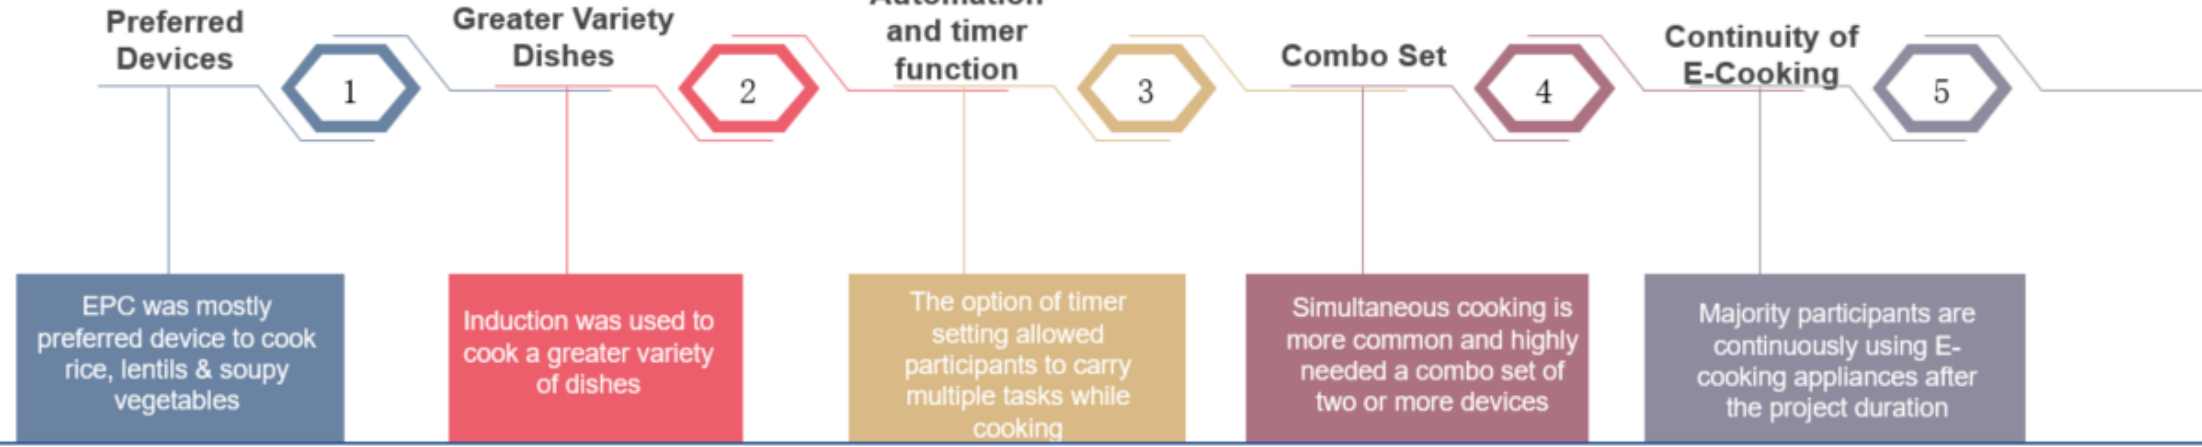 Preferred
Devices
1
Greater Variety
Dishes
2
Automation
and timer
function
3
Combo Set
4
Continuity of
E-Cooking
5
EPC was mostly
preferred device to cook
rice, lentils & soupy
vegetables
Induction was used to
cook a greater variety
of dishes
The option of timer
setting allowed
participants to carry
multiple tasks while
cooking
Simultaneous cooking is
more common and highly
needed a combo set of
two or more devices
Majority participants are
continuously using E-
cooking appliances after
the project duration